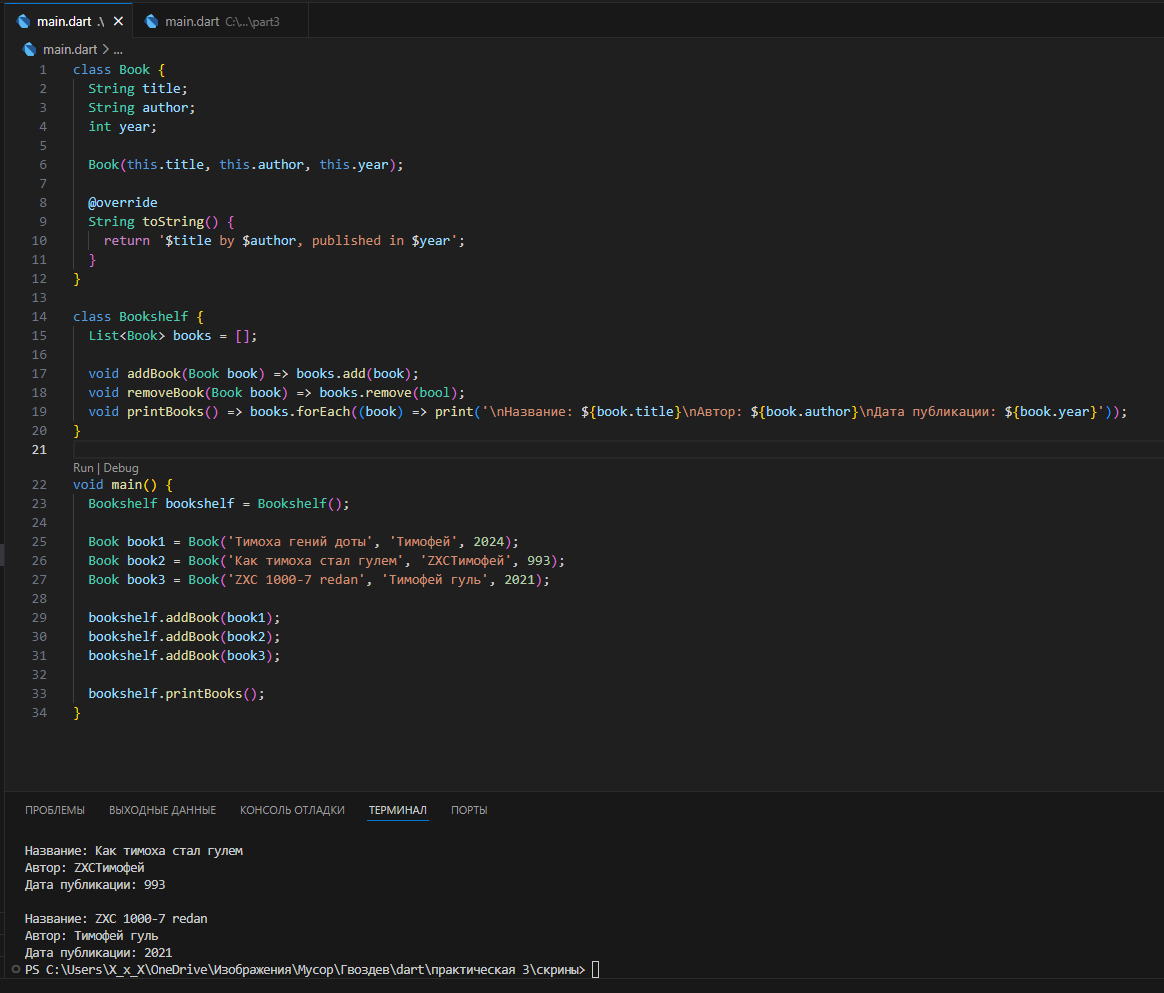 main.dart .\ main.dart C:\...\part3
main.dart > ...
1 class Book {
2   String title;
3   String author;
4   int year;
5
6   Book(this.title, this.author, this.year);
7
8   @override
9   String toString() {
10     return '$title by $author, published in $year';
11   }
12 }
13
14 class Bookshelf {
15   List<Book> books = [];
16
17   void addBook(Book book) => books.add(book);
18   void removeBook(Book book) => books.remove(bool);
19   void printBooks() => books.forEach((book) => print('\nНазвание: ${book.title}\nАвтор: ${book.author}\nДата публикации: ${book.year}'));
20 }
21
Run | Debug
22 void main() {
23   Bookshelf bookshelf = Bookshelf();
24
25   Book book1 = Book('Тимоха гений доты', 'Тимофей', 2024);
26   Book book2 = Book('Как тимоха стал гулем', 'ZXCТимофей', 993);
27   Book book3 = Book('ZXC 1000-7 redan', 'Тимофей гуль', 2021);
28
29   bookshelf.addBook(book1);
30   bookshelf.addBook(book2);
31   bookshelf.addBook(book3);
32
33   bookshelf.printBooks();
34 }
ПРОБЛЕМЫ ВЫХОДНЫЕ ДАННЫЕ КОНСОЛЬ ОТЛАДКИ ТЕРМИНАЛ ПОРТЫ
Название: Как тимоха стал гулем
Автор: ZXCТимофей
Дата публикации: 993
Название: ZXC 1000-7 redan
Автор: Тимофей гуль
Дата публикации: 2021
PS C:\Users\X_x_X\OneDrive\Изображения\Мусор\Гвоздев\dart\практическая 3\скрины>